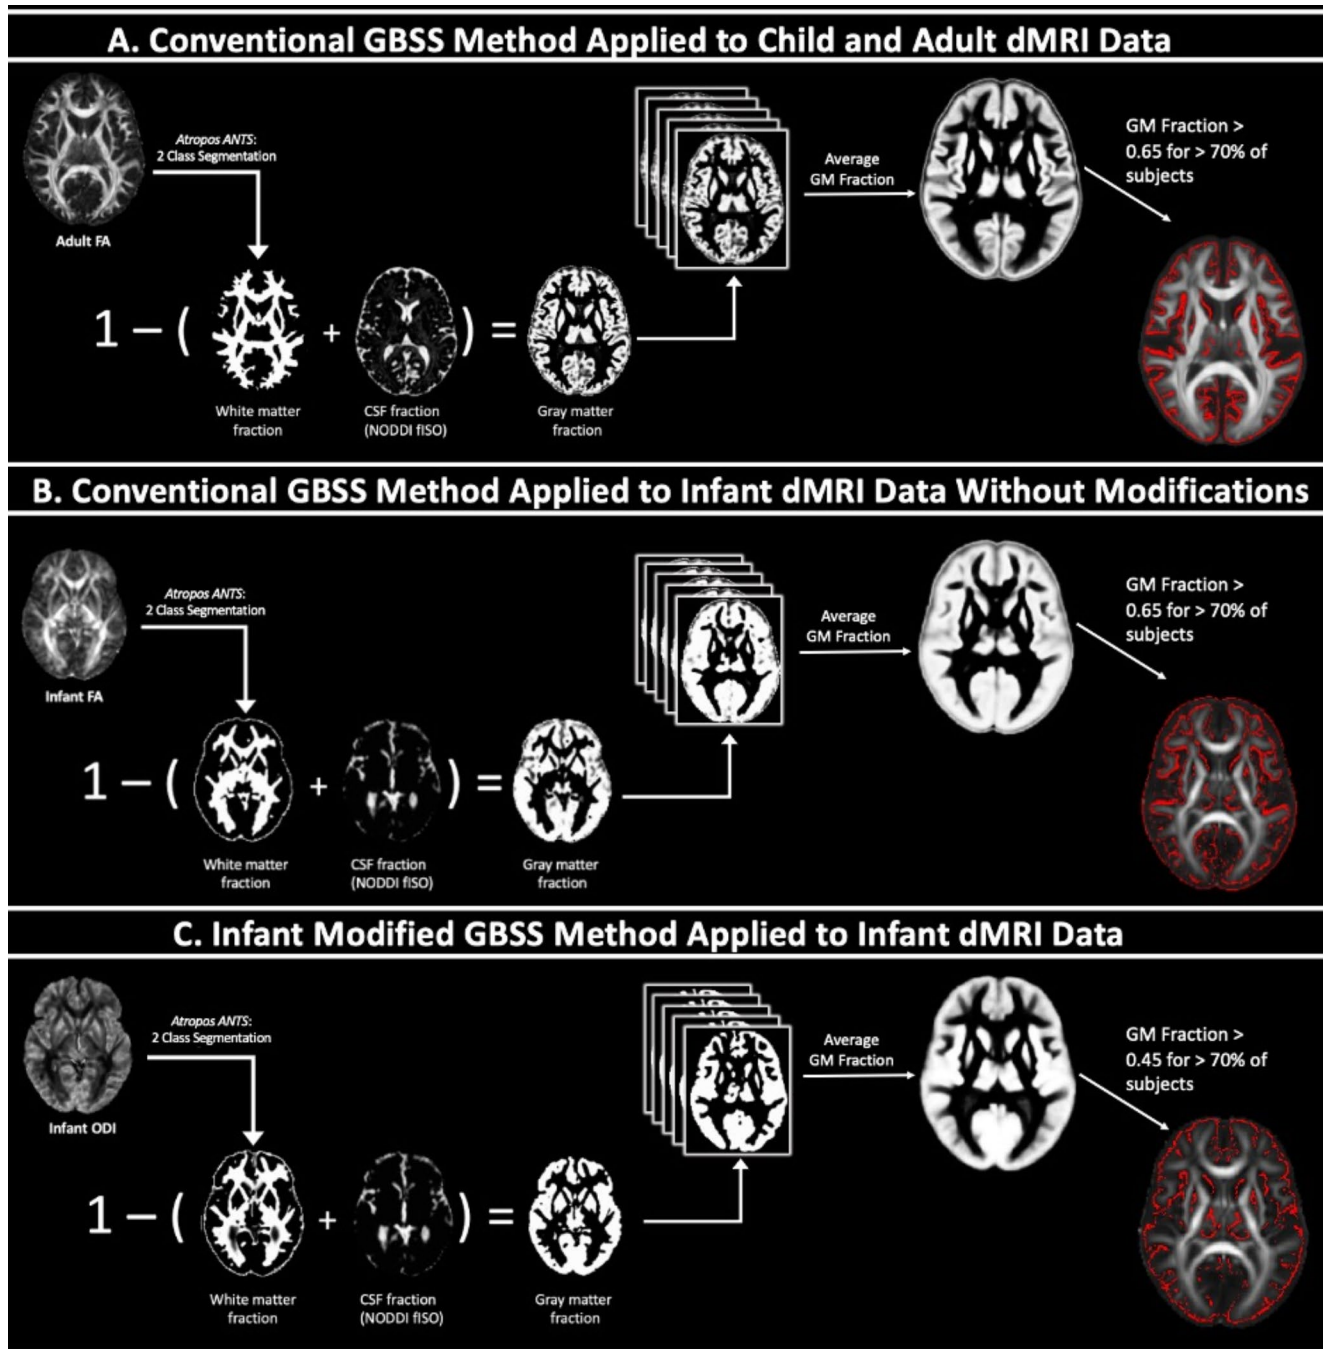 A. Conventional GBSS Method Applied to Child and Adult dMRI Data
Atropos ANTS:
2 Class Segmentation
Adult FA
Average
GM Fraction
GM Fraction >
0.65 for > 70% of
subjects
1 – ( + ) =
White matter
fraction
CSF fraction
(NODDI fISO)
Gray matter
fraction
B. Conventional GBSS Method Applied to Infant dMRI Data Without Modifications
Atropos ANTS:
2 Class Segmentation
Infant FA
Average
GM Fraction
GM Fraction >
0.65 for > 70% of
subjects
1 – ( + ) =
White matter
fraction
CSF fraction
(NODDI fISO)
Gray matter
fraction
C. Infant Modified GBSS Method Applied to Infant dMRI Data
Atropos ANTS:
2 Class Segmentation
Infant ODI
Average
GM Fraction
GM Fraction >
0.45 for > 70% of
subjects
1 – ( + ) =
White matter
fraction
CSF fraction
(NODDI fISO)
Gray matter
fraction